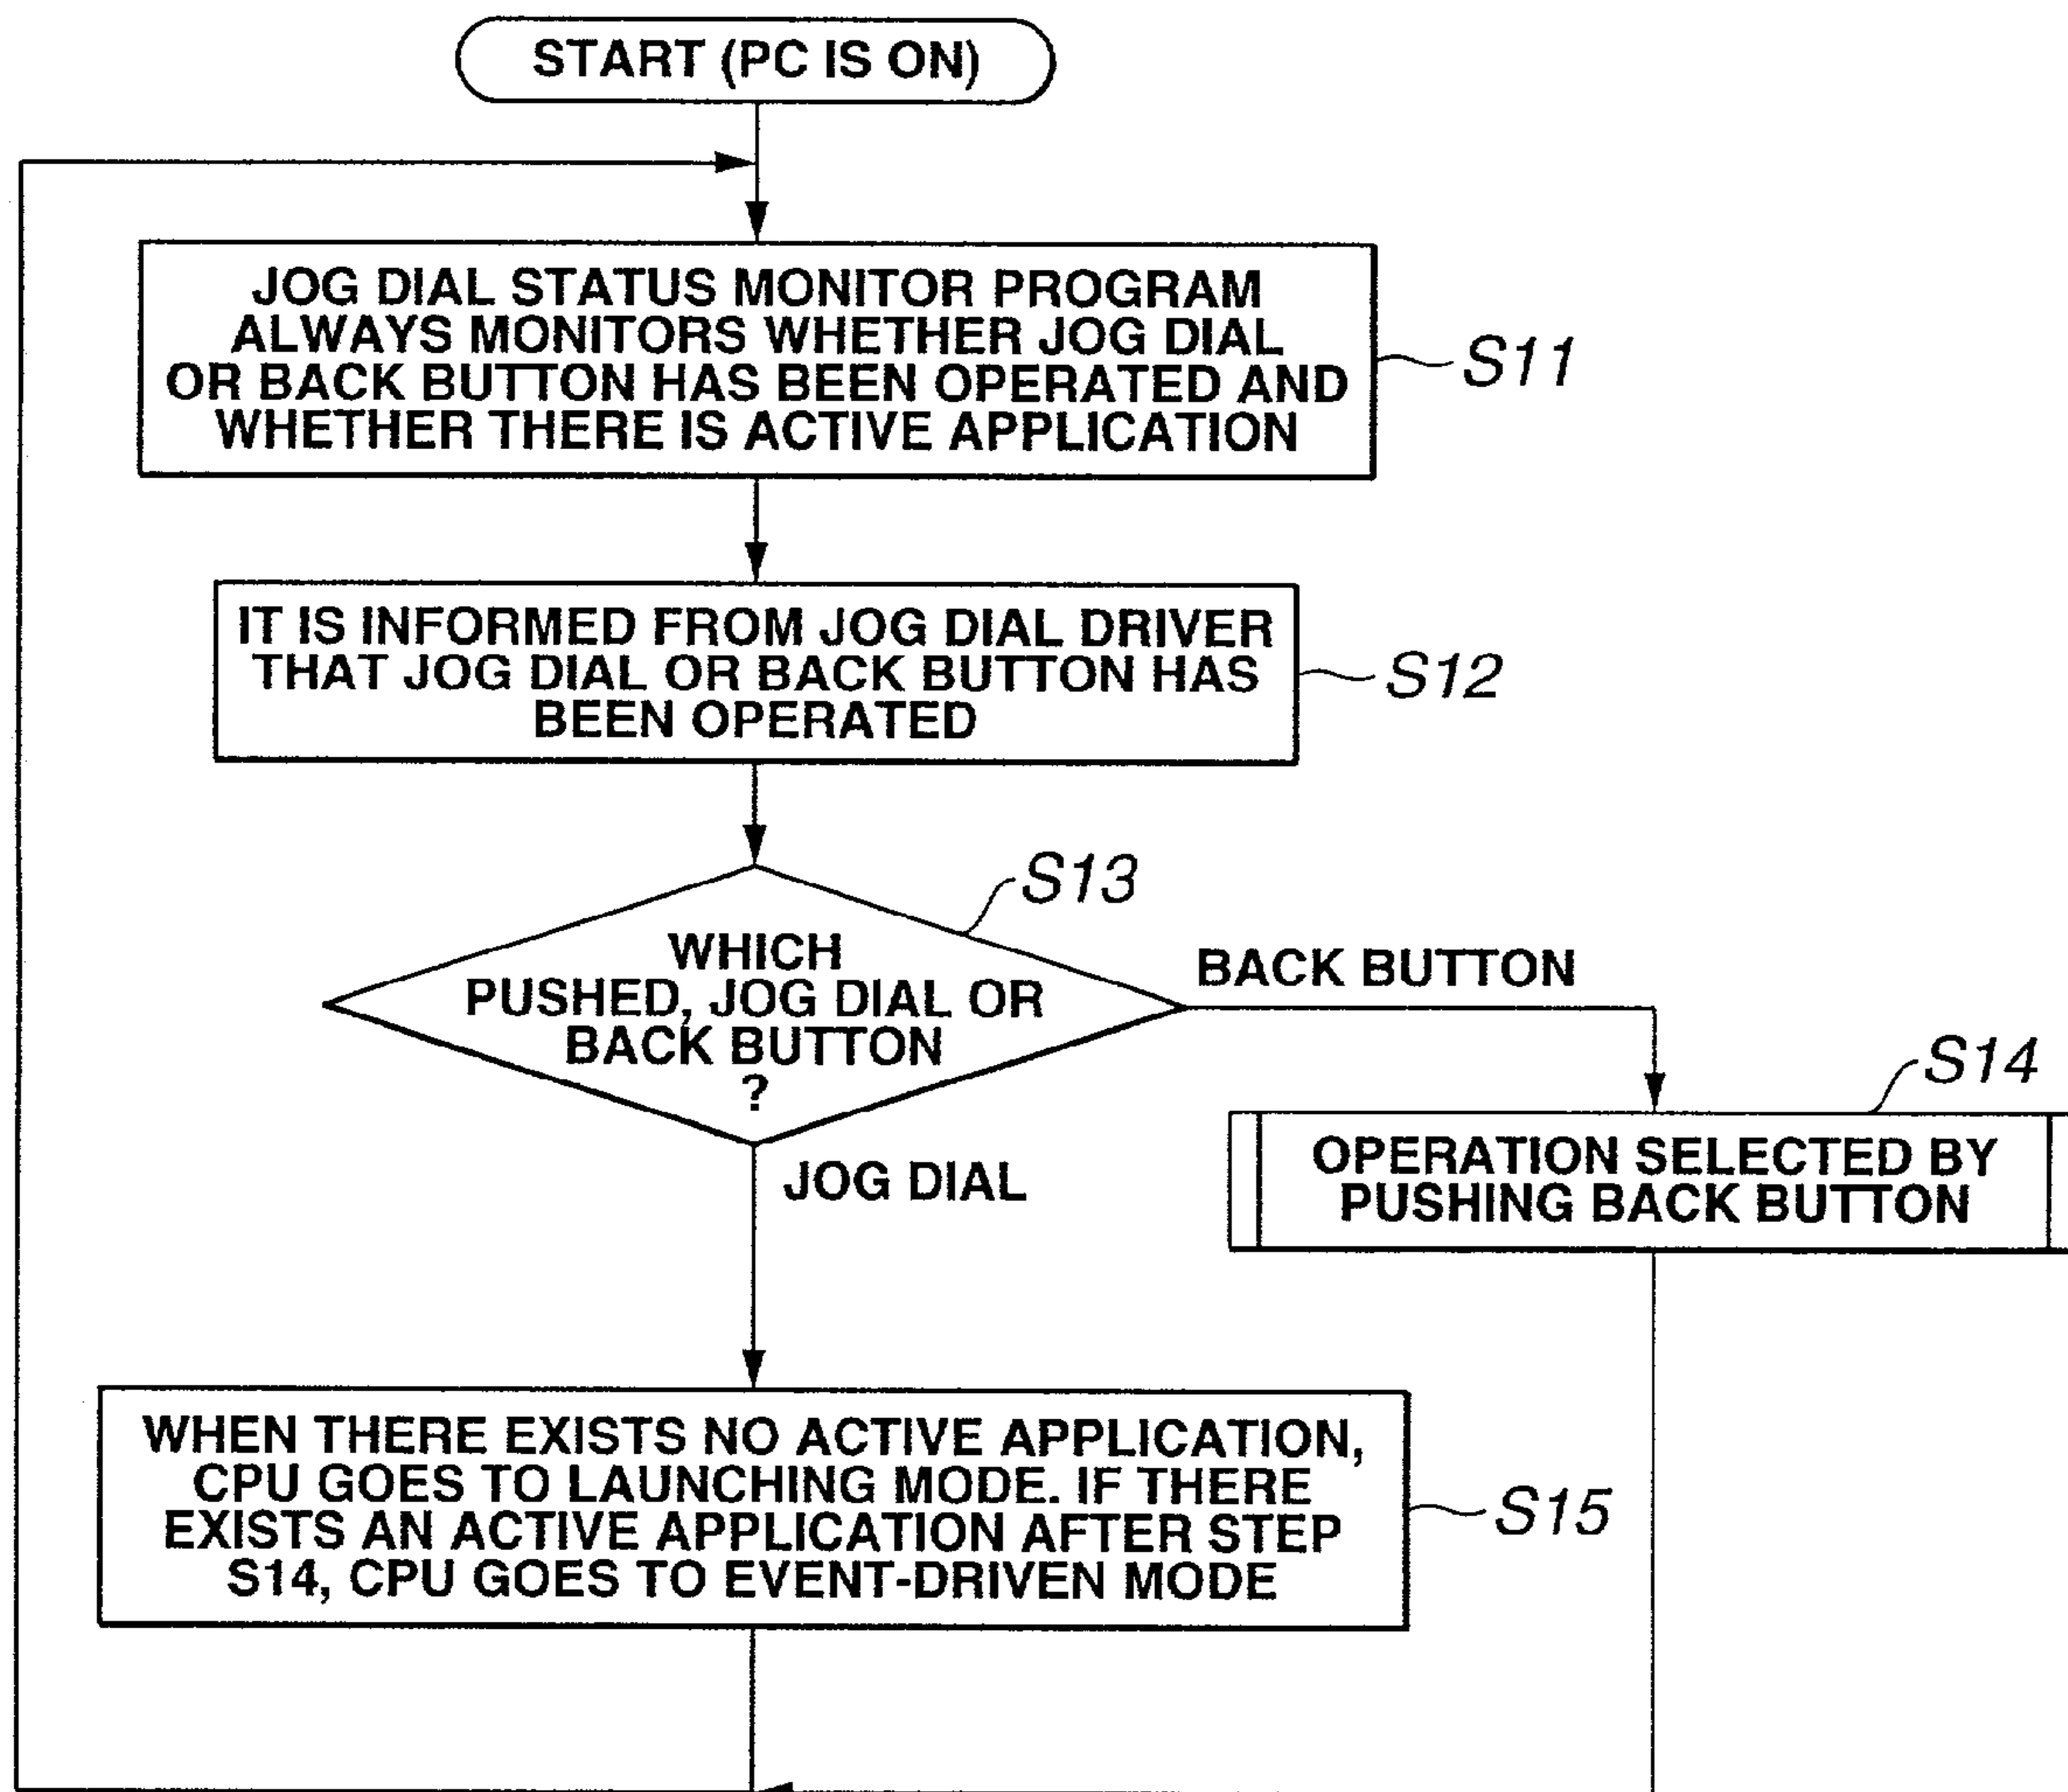 START (PC IS ON)
JOG DIAL STATUS MONITOR PROGRAM
ALWAYS MONITORS WHETHER JOG DIAL
OR BACK BUTTON HAS BEEN OPERATED AND
WHETHER THERE IS ACTIVE APPLICATION
S11
IT IS INFORMED FROM JOG DIAL DRIVER
THAT JOG DIAL OR BACK BUTTON HAS
BEEN OPERATED
S12
S13
WHICH
PUSHED, JOG DIAL OR
BACK BUTTON
?
BACK BUTTON
S14
OPERATION SELECTED BY
PUSHING BACK BUTTON
JOG DIAL
WHEN THERE EXISTS NO ACTIVE APPLICATION,
CPU GOES TO LAUNCHING MODE. IF THERE
EXISTS AN ACTIVE APPLICATION AFTER STEP
S14, CPU GOES TO EVENT-DRIVEN MODE
S15